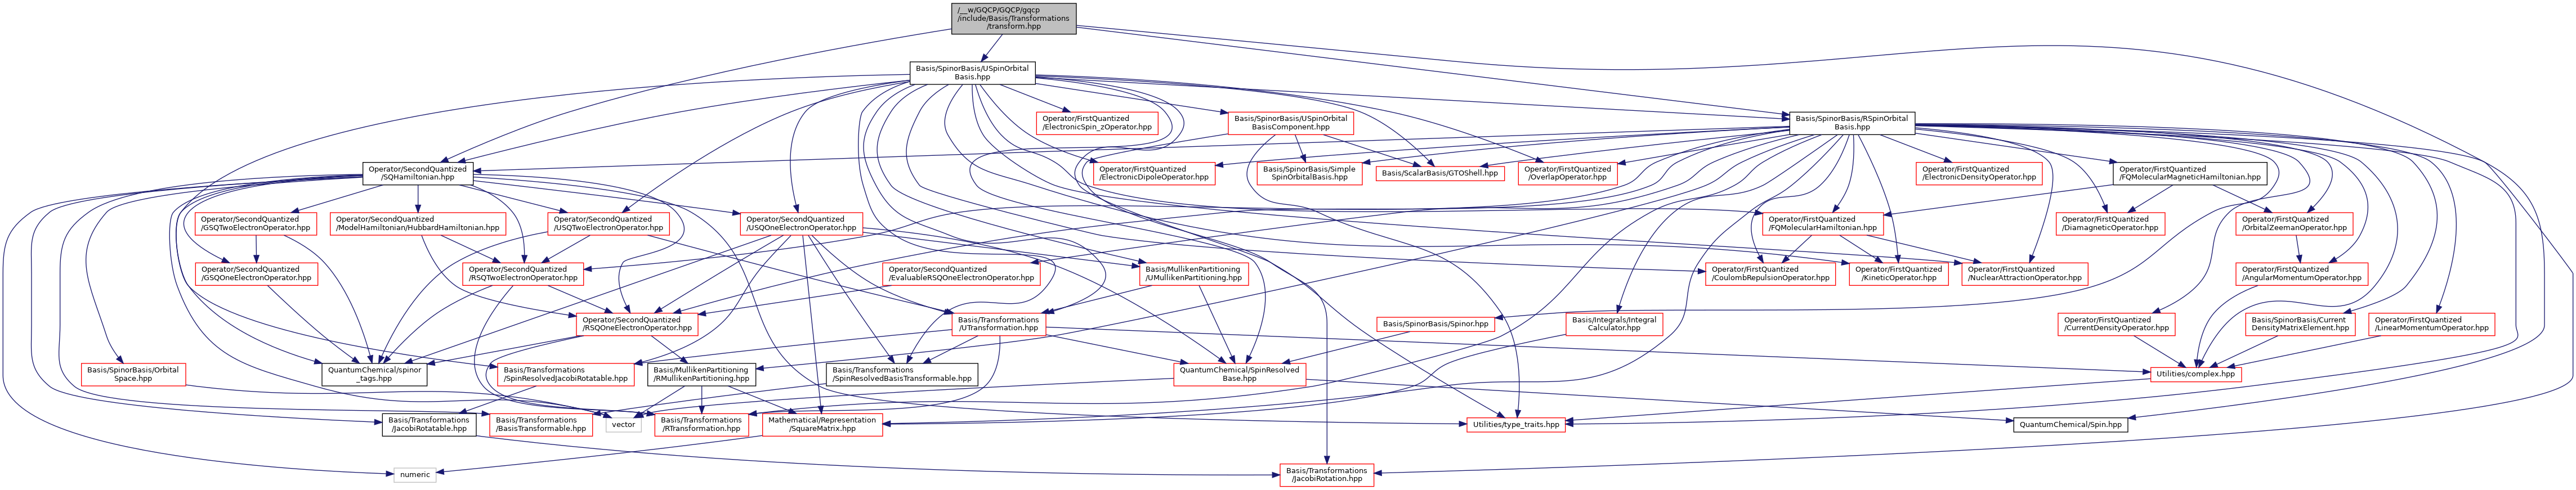 /__w/GQCP/GQCP/gqcp
/include/Basis/Transformations
/transform.hpp
Basis/SpinorBasis/USpinOrbital
Basis.hpp
Operator/FirstQuantized
/ElectronicSpin_zOperator.hpp
Basis/SpinorBasis/USpinOrbital
BasisComponent.hpp
Basis/SpinorBasis/RSpinOrbital
Basis.hpp
Operator/SecondQuantized
/SQHamiltonian.hpp
Operator/FirstQuantized
/ElectronicDipoleOperator.hpp
Basis/SpinorBasis/Simple
SpinOrbitalBasis.hpp
Basis/ScalarBasis/GTOShell.hpp
Operator/FirstQuantized
/OverlapOperator.hpp
Operator/FirstQuantized
/ElectronicDensityOperator.hpp
Operator/FirstQuantized
/FQMolecularMagneticHamiltonian.hpp
Operator/SecondQuantized
/GSQTwoElectronOperator.hpp
Operator/SecondQuantized
/ModelHamiltonian/HubbardHamiltonian.hpp
Operator/SecondQuantized
/USQTwoElectronOperator.hpp
Operator/SecondQuantized
/USQOneElectronOperator.hpp
Operator/FirstQuantized
/FQMolecularHamiltonian.hpp
Operator/FirstQuantized
/DiamagneticOperator.hpp
Operator/FirstQuantized
/OrbitalZeemanOperator.hpp
Operator/SecondQuantized
/GSQOneElectronOperator.hpp
Operator/SecondQuantized
/RSQTwoElectronOperator.hpp
Operator/SecondQuantized
/EvaluableRSQOneElectronOperator.hpp
Basis/MullikenPartitioning
/UMullikenPartitioning.hpp
Operator/FirstQuantized
/CoulombRepulsionOperator.hpp
Operator/FirstQuantized
/KineticOperator.hpp
Operator/FirstQuantized
/NuclearAttractionOperator.hpp
Operator/FirstQuantized
/AngularMomentumOperator.hpp
Operator/SecondQuantized
/RSQOneElectronOperator.hpp
Basis/Transformations
/UTransformation.hpp
Basis/SpinorBasis/Spinor.hpp
Basis/Integrals/Integral
Calculator.hpp
Operator/FirstQuantized
/CurrentDensityOperator.hpp
Basis/SpinorBasis/Current
DensityMatrixElement.hpp
Operator/FirstQuantized
/LinearMomentumOperator.hpp
Basis/SpinorBasis/Orbital
Space.hpp
QuantumChemical/spinor
_tags.hpp
Basis/Transformations
/SpinResolvedJacobiRotatable.hpp
Basis/MullikenPartitioning
/RMullikenPartitioning.hpp
Basis/Transformations
/SpinResolvedBasisTransformable.hpp
QuantumChemical/SpinResolved
Base.hpp
Utilities/complex.hpp
Basis/Transformations
/JacobiRotatable.hpp
Basis/Transformations
/BasisTransformable.hpp
vector
Basis/Transformations
/RTransformation.hpp
Mathematical/Representation
/SquareMatrix.hpp
Utilities/type_traits.hpp
QuantumChemical/Spin.hpp
numeric
Basis/Transformations
/JacobiRotation.hpp